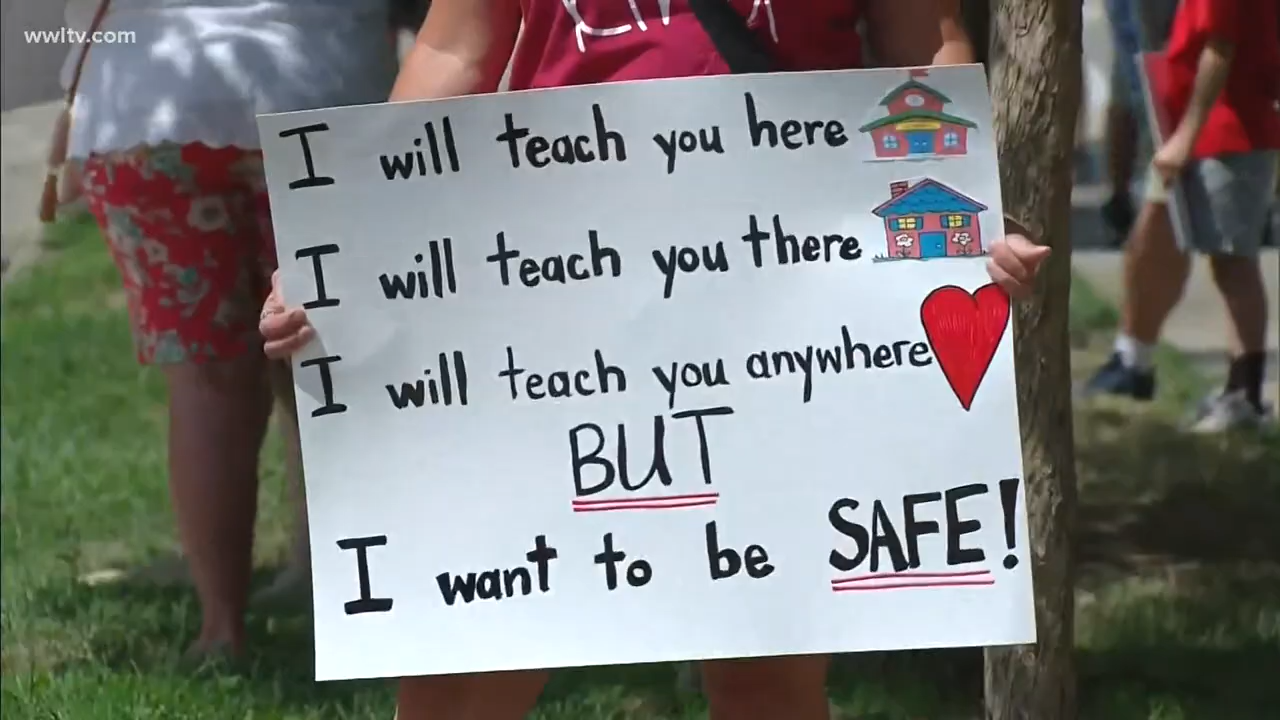 wwltv.com
I will teach you here
I will teach you there
I will teach you anywhere
BUT
I want to be SAFE!